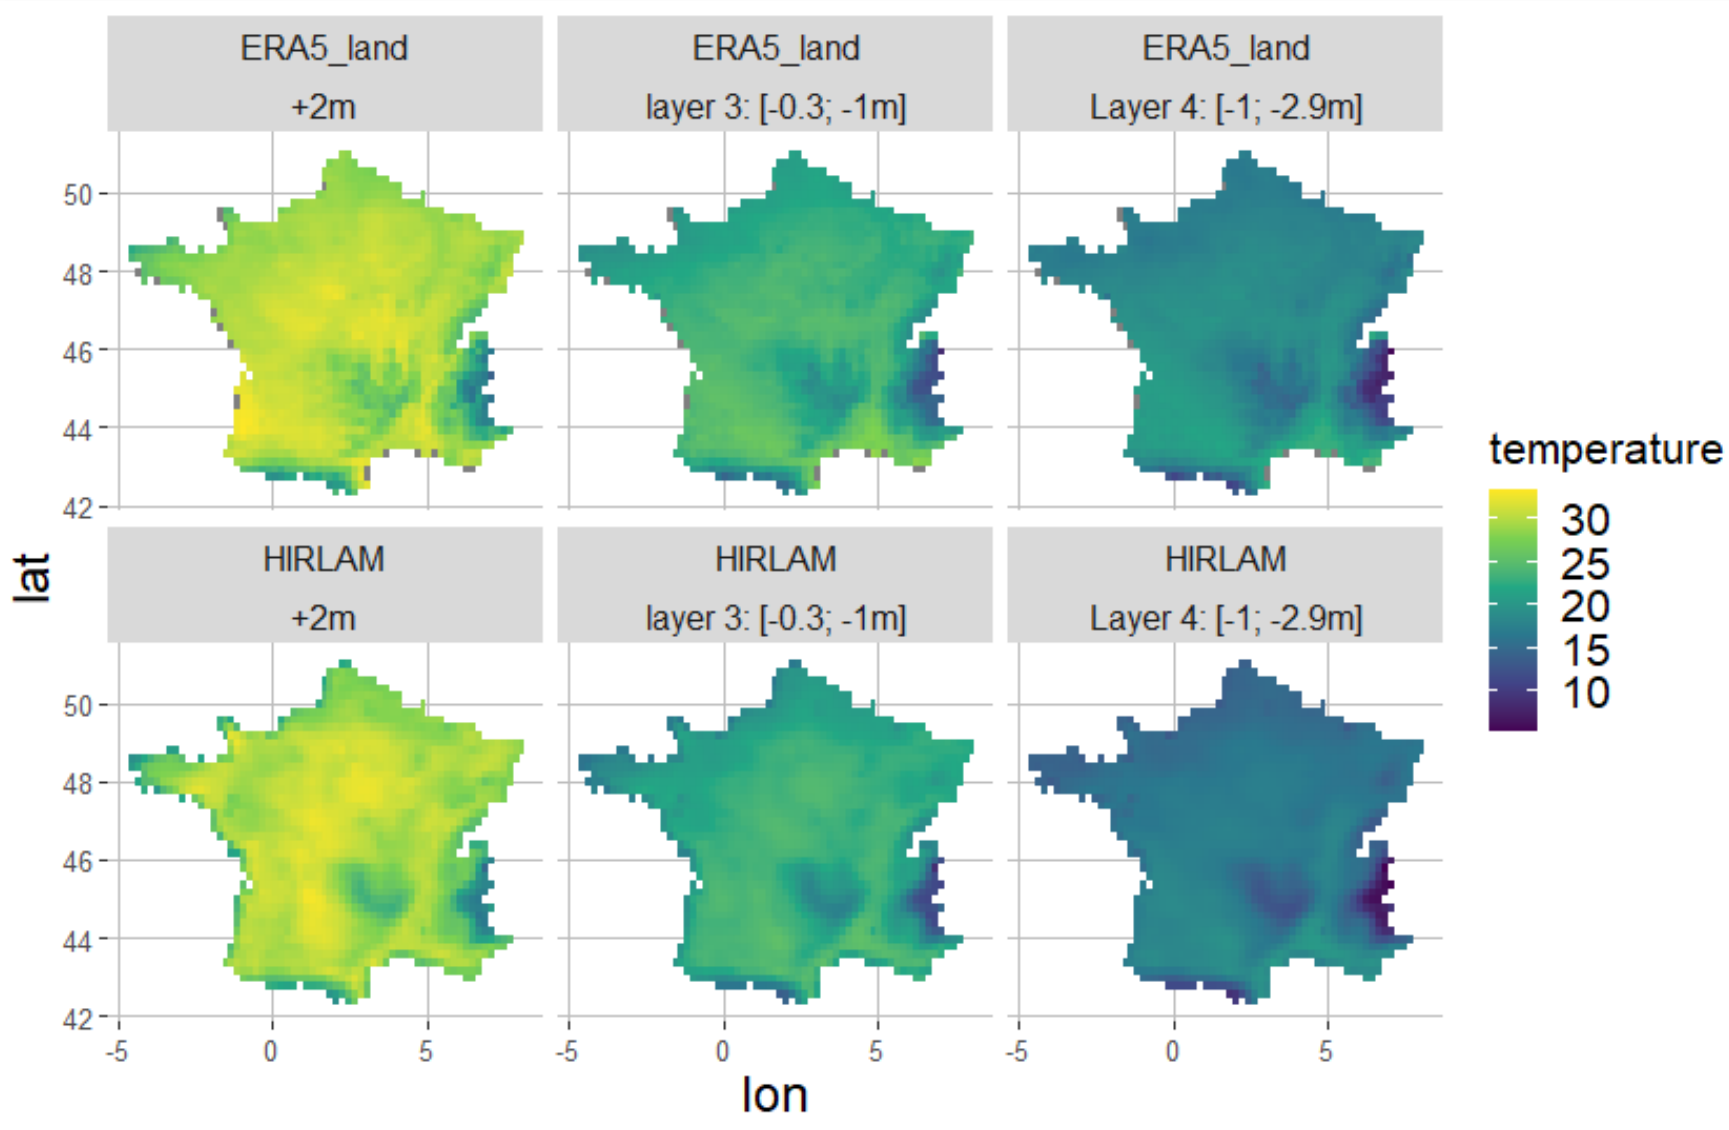 ERA5_land
+2m
ERA5_land
layer 3: [-0.3; -1m]
ERA5_land
Layer 4: [-1; -2.9m]
50
48
46
44
42
HIRLAM
+2m
HIRLAM
layer 3: [-0.3; -1m]
HIRLAM
Layer 4: [-1; -2.9m]
50
48
46
44
42
-5
0
5
-5
0
5
-5
0
5
lat
lon
temperature
30
25
20
15
10